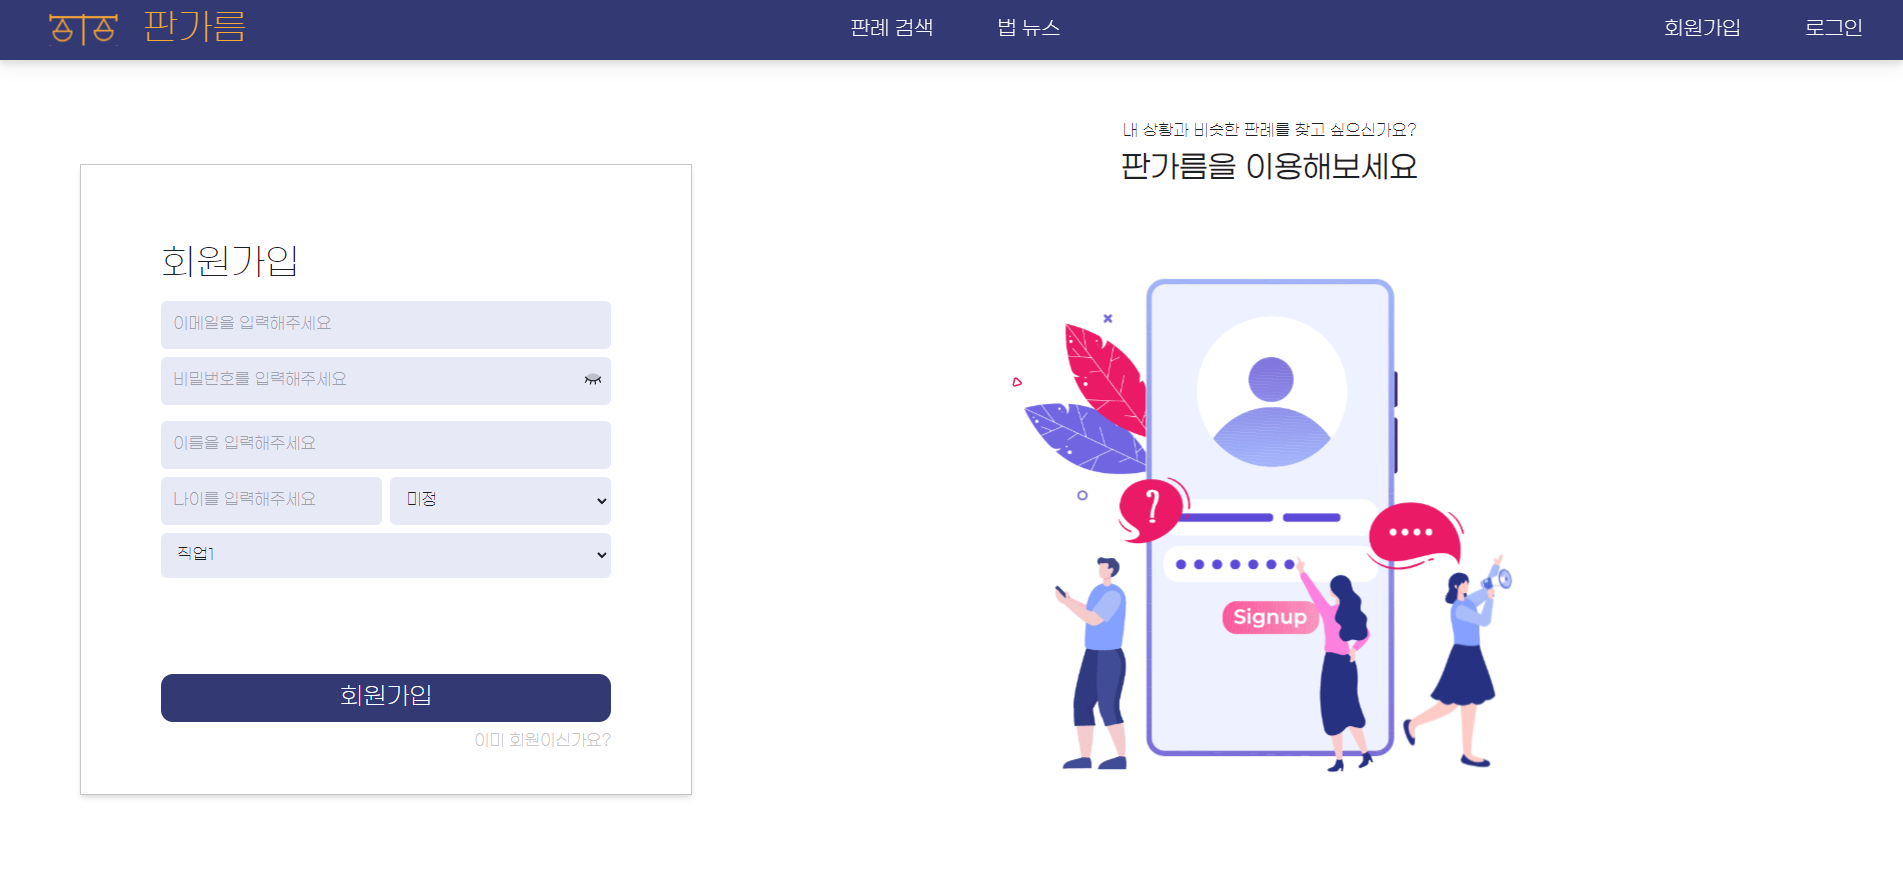 판가름
판례 검색
법 뉴스
회원가입
로그인
내 상황과 비슷한 판례를 찾고 싶으신가요?
판가름을 이용해보세요
회원가입
이메일을 입력해주세요
비밀번호를 입력해주세요
이름을 입력해주세요
나이를 입력해주세요
미정
직업1
회원가입
이미 회원이신가요?
?
Signup